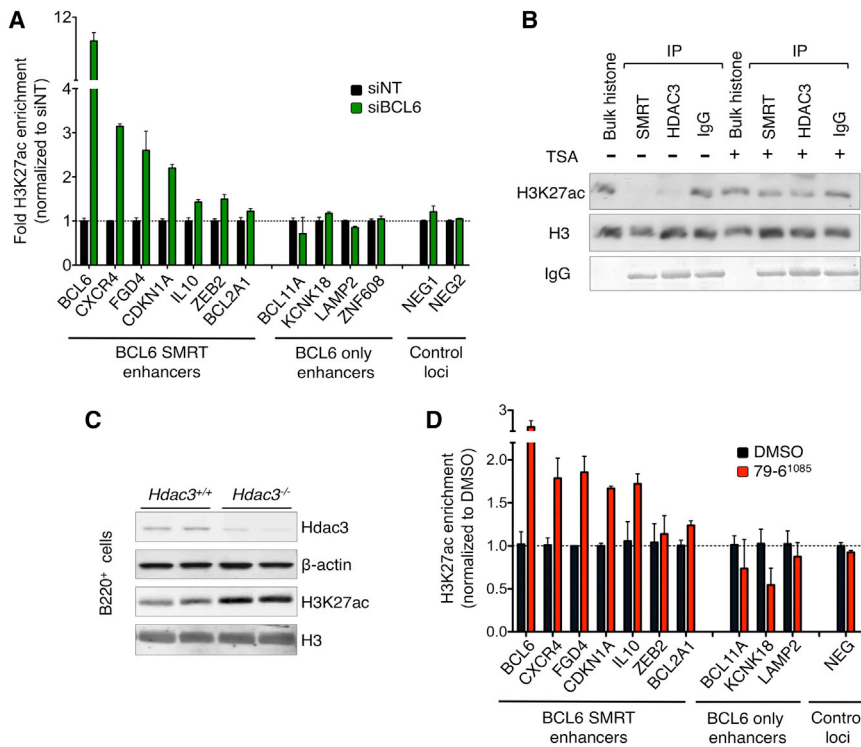 A
Fold H3K27ac enrichment
(normalized to siNT)
12
4
3
2
1
0
siNT
siBCL6
BCL6
CXCR4
FGD4
CDKN1A
IL10
ZEB2
BCL2A1
BCL11A
KCNK18
LAMP2
ZNF608
NEG1
NEG2
BCL6 SMRT
enhancers
BCL6 only
enhancers
Control
loci
B
IP
IP
Bulk histone
SMRT
HDAC3
IgG
Bulk histone
SMRT
HDAC3
IgG
TSA - - - - + + + +
H3K27ac
H3
IgG
C
Hdac3+/+ Hdac3-/-
B220+ cells
Hdac3
β-actin
H3K27ac
H3
D
H3K27ac enrichment
(normalized to DMSO)
3
2.0
1.5
1.0
0.5
0.0
DMSO
79-6¹⁰⁸⁵
BCL6
CXCR4
FGD4
CDKN1A
IL10
ZEB2
BCL2A1
BCL11A
KCNK18
LAMP2
NEG
BCL6 SMRT
enhancers
BCL6 only
enhancers
Control
loci